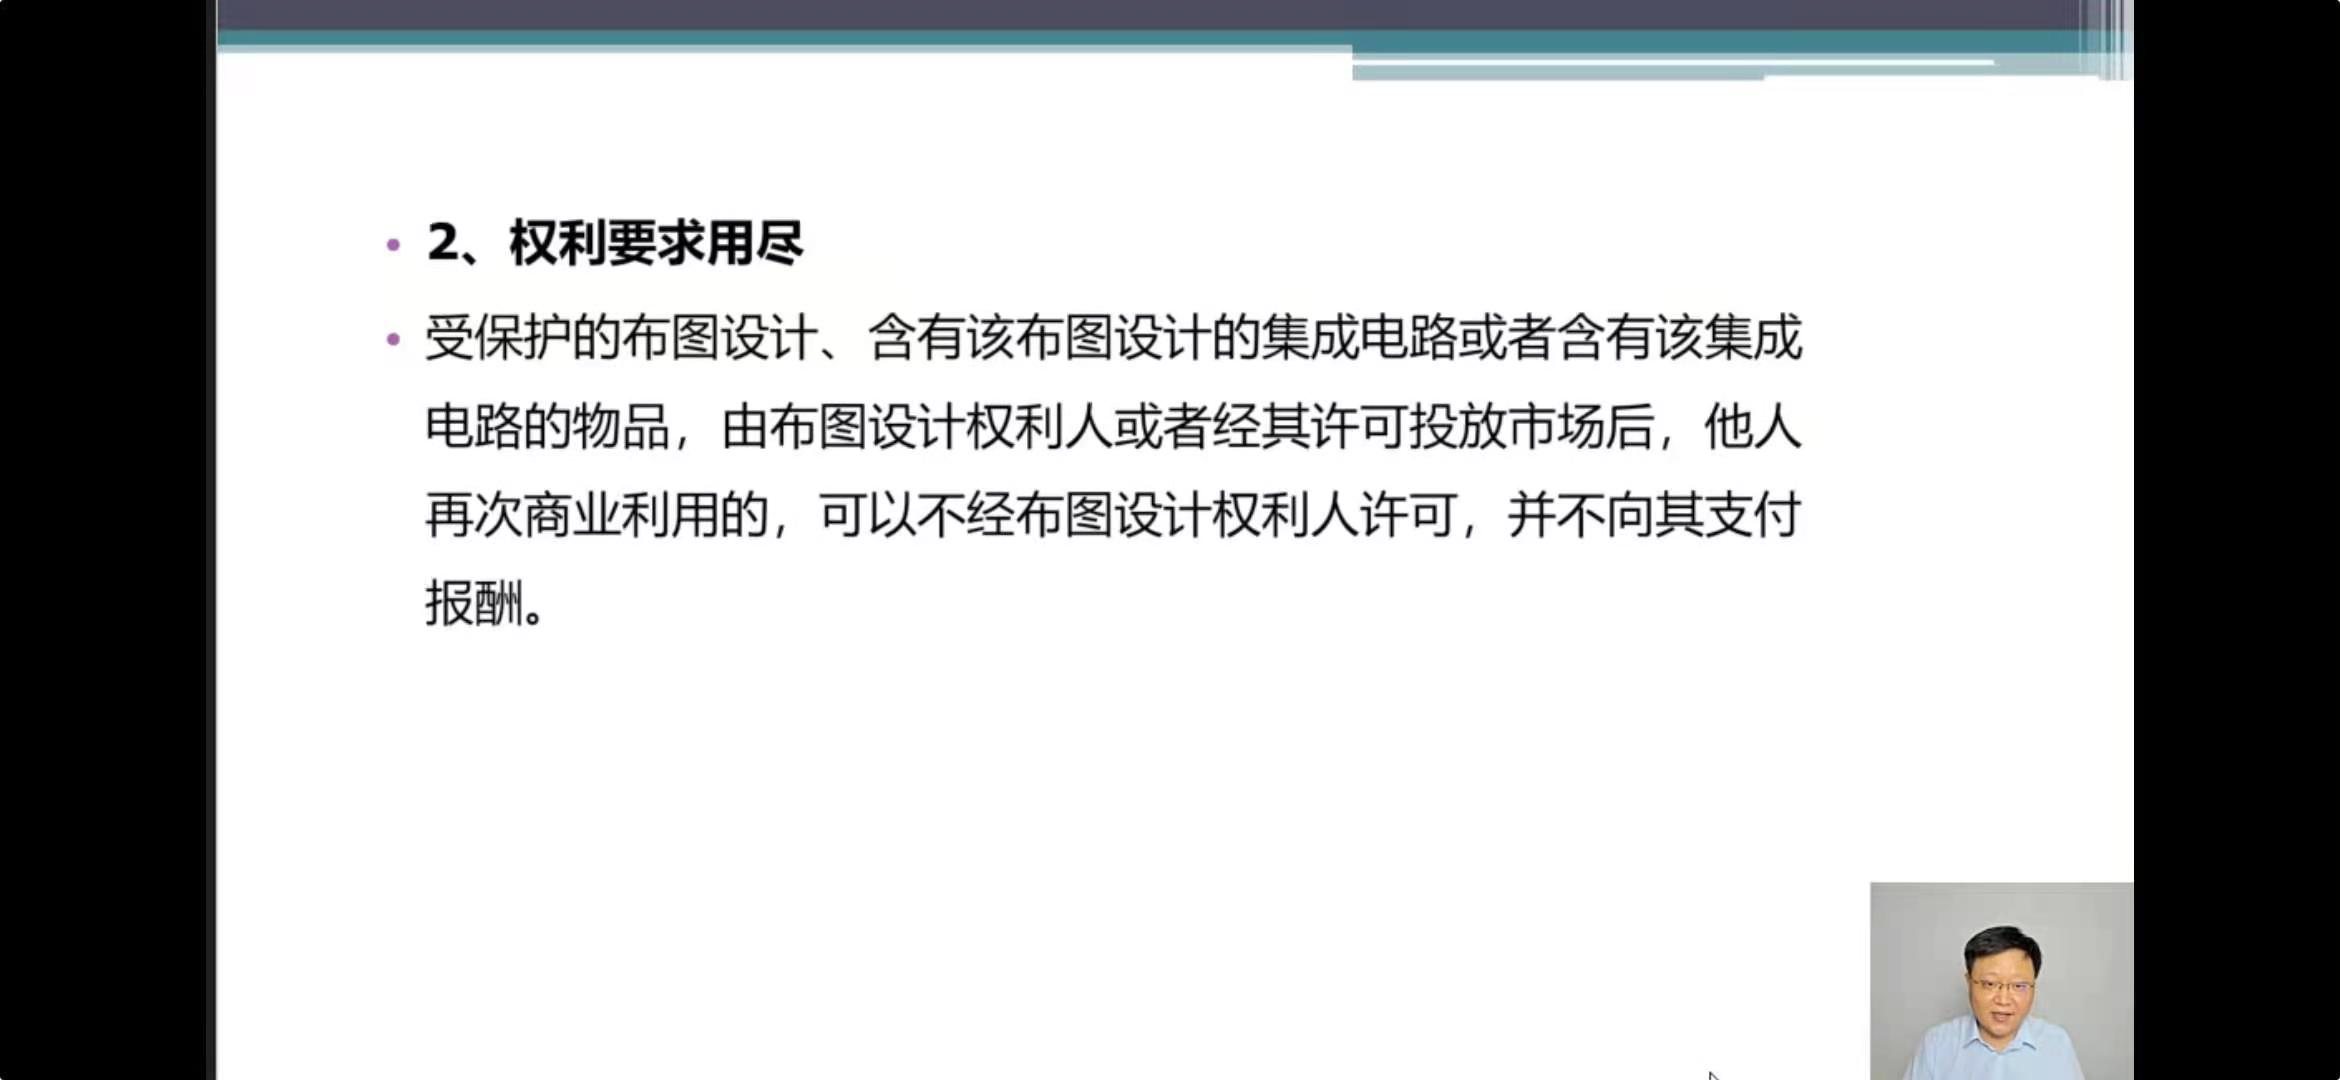 • 2、权利要求用尽
• 受保护的布图设计、含有该布图设计的集成电路或者含有该集成
电路的物品，由布图设计权利人或者经其许可投放市场后，他人
再次商业利用的，可以不经布图设计权利人许可，并不向其支付
报酬。